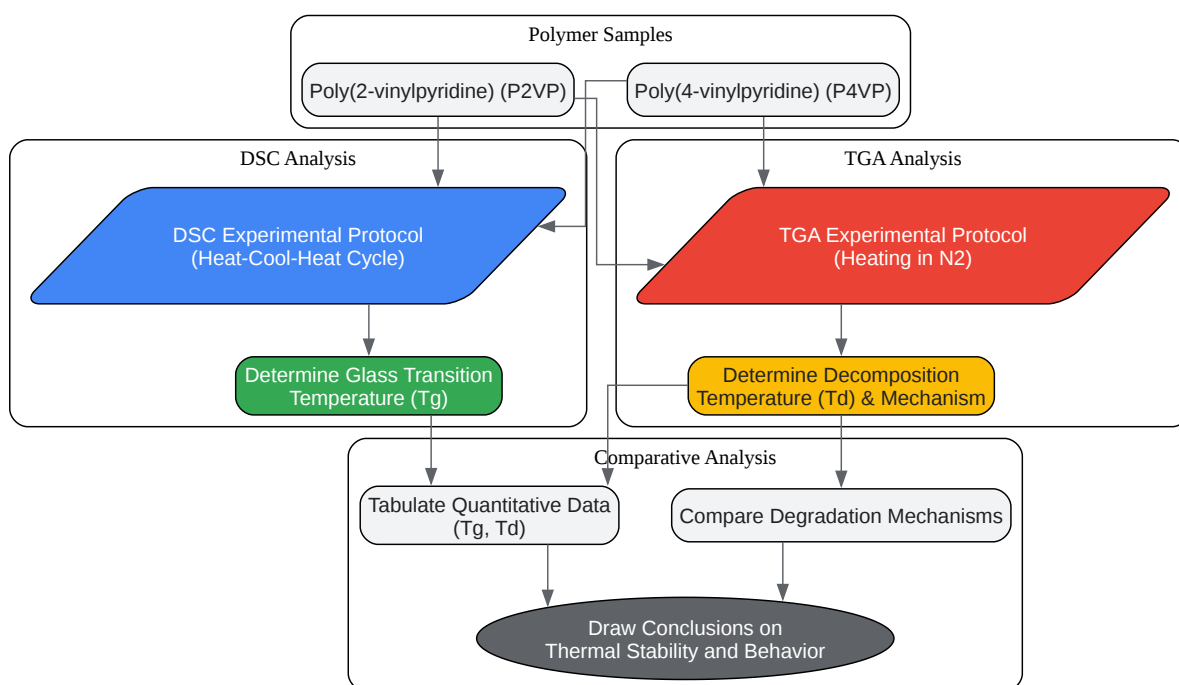 Polymer Samples
Poly(2-vinylpyridine) (P2VP)
Poly(4-vinylpyridine) (P4VP)
DSC Analysis
TGA Analysis
DSC Experimental Protocol
(Heat-Cool-Heat Cycle)
TGA Experimental Protocol
(Heating in N2)
Determine Glass Transition
Temperature (Tg)
Determine Decomposition
Temperature (Td) & Mechanism
Comparative Analysis
Tabulate Quantitative Data
(Tg, Td)
Compare Degradation Mechanisms
Draw Conclusions on
Thermal Stability and Behavior